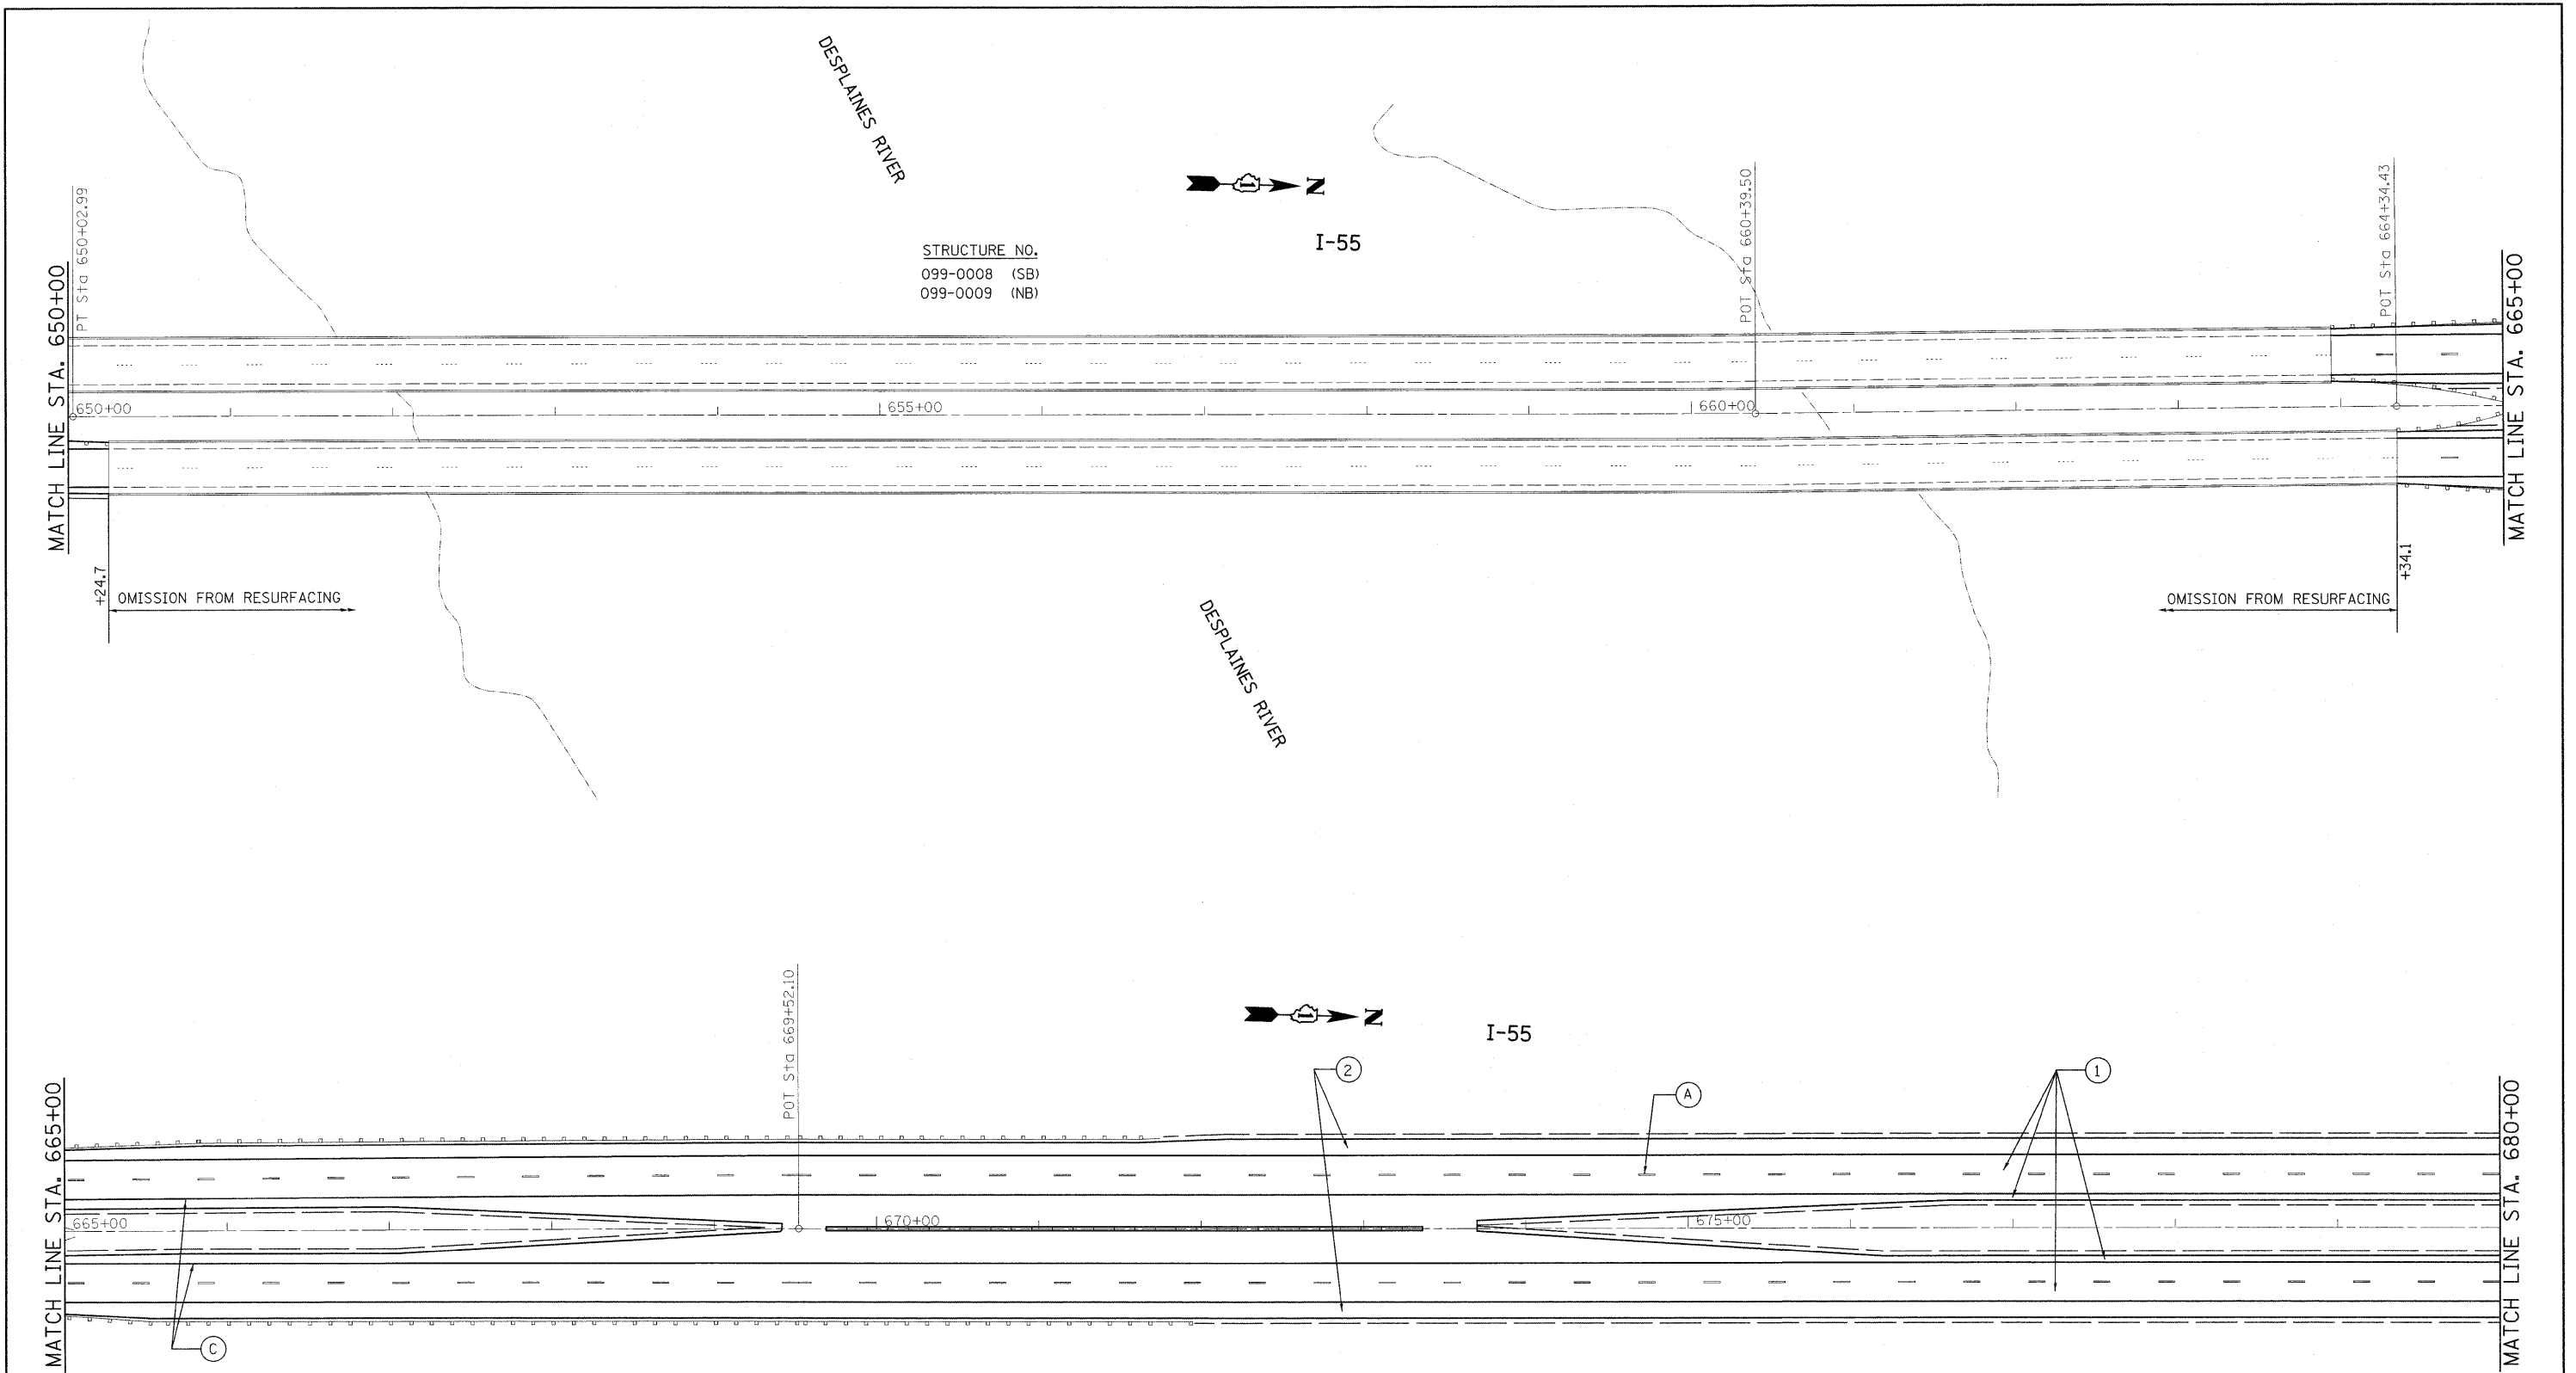 DESPLAINES RIVER
N
I-55
STRUCTURE NO.
099-0008 (SB)
099-0009 (NB)
MATCH LINE STA. 650+00
PT Sta 650+02.99
POT Sta 660+39.50
POT Sta 664+34.43
MATCH LINE STA. 665+00
650+00
655+00
660+00
+24.7
OMISSION FROM RESURFACING
OMISSION FROM RESURFACING
+34.1
DESPLAINES RIVER
N
I-55
POT Sta 669+52.10
2
A
1
MATCH LINE STA. 665+00
665+00
670+00
675+00
MATCH LINE STA. 680+00
C